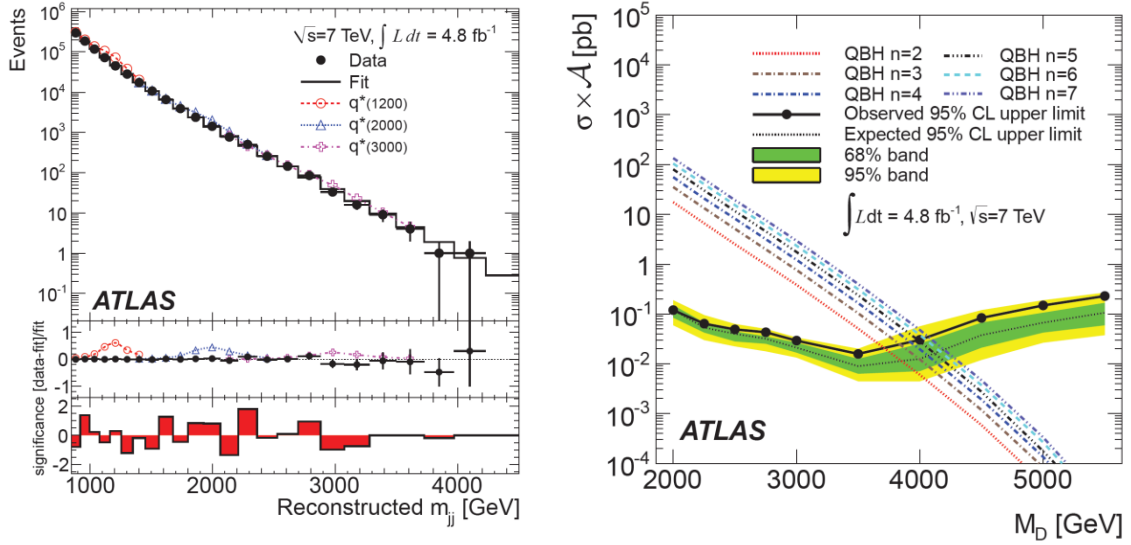 Events
10⁶
10⁵
10⁴
10³
10²
10
1
10⁻¹
√s=7 TeV, ∫ L dt = 4.8 fb⁻¹
Data
Fit
q*(1200)
q*(2000)
q*(3000)
ATLAS
[data-fit]/fit
1
0
-1
significance
2
0
-2
1000 2000 3000 4000
Reconstructed m_jj [GeV]
σ × A [pb]
10⁵
10⁴
10³
10²
10
1
10⁻¹
10⁻²
10⁻³
10⁻⁴
QBH n=2 QBH n=5
QBH n=3 QBH n=6
QBH n=4 QBH n=7
Observed 95% CL upper limit
Expected 95% CL upper limit
68% band
95% band
∫ Ldt = 4.8 fb⁻¹, √s=7 TeV
ATLAS
2000 3000 4000 5000
M_D [GeV]